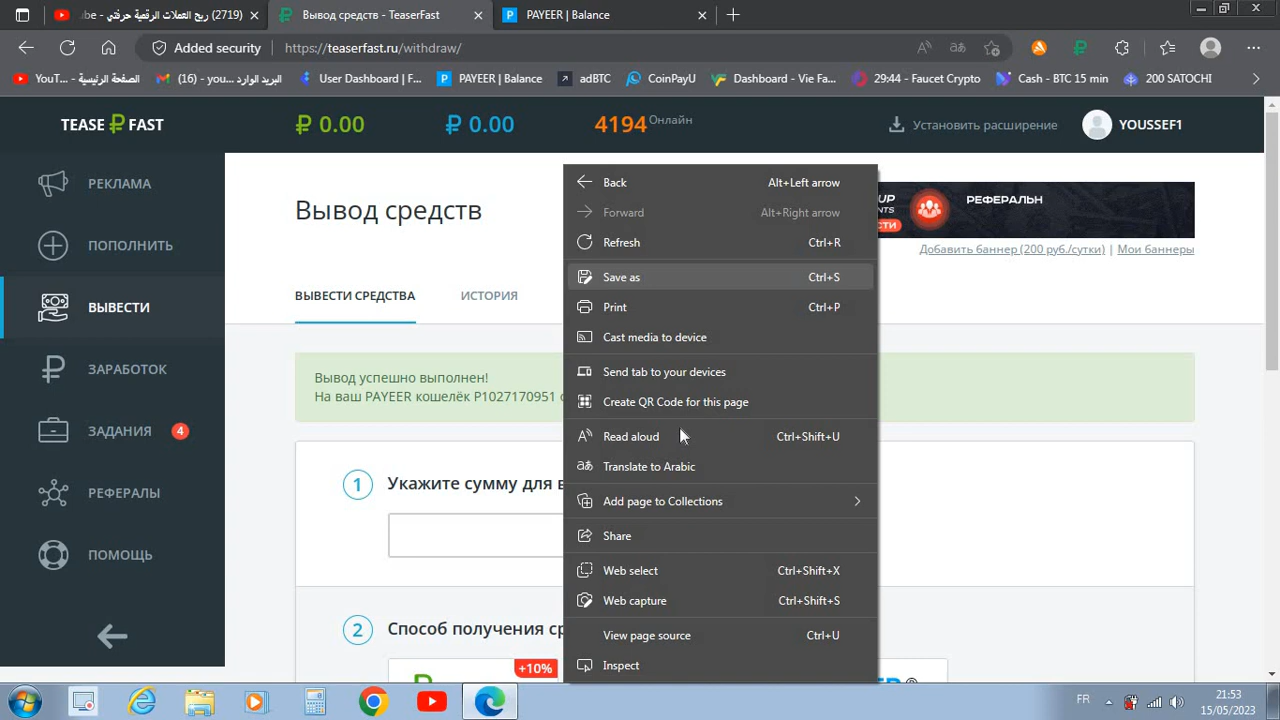 (2719) ربح العملات الرقمية حرفتي - ube
Вывод средств - TeaserFast
PAYEER | Balance
Added security
https://teaserfast.ru/withdraw/
الصفحة الرئيسية - YouT...
البريد الوارد (16) - you...
User Dashboard | F...
PAYEER | Balance
adBTC
CoinPayU
Dashboard - Vie Fa...
29:44 - Faucet Crypto
Cash - BTC 15 min
200 SATOCHI
TEASE ₽ FAST
₽ 0.00
₽ 0.00
4194 Онлайн
Установить расширение
YOUSSEF1
РЕКЛАМА
ПОПОЛНИТЬ
ВЫВЕСТИ
ЗАРАБОТОК
ЗАДАНИЯ 4
РЕФЕРАЛЫ
ПОМОЩЬ
Вывод средств
РЕФЕРАЛЬН
Добавить баннер (200 руб./сутки) | Мои баннеры
ВЫВЕСТИ СРЕДСТВА
ИСТОРИЯ
Вывод успешно выполнен!
На ваш PAYEER кошелёк P1027170951
1 Укажите сумму для
2 Способ получения
+10%
Back Alt+Left arrow
Forward Alt+Right arrow
Refresh Ctrl+R
Save as Ctrl+S
Print Ctrl+P
Cast media to device
Send tab to your devices
Create QR Code for this page
Read aloud Ctrl+Shift+U
Translate to Arabic
Add page to Collections
Share
Web select Ctrl+Shift+X
Web capture Ctrl+Shift+S
View page source Ctrl+U
Inspect
FR
21:53
15/05/2023